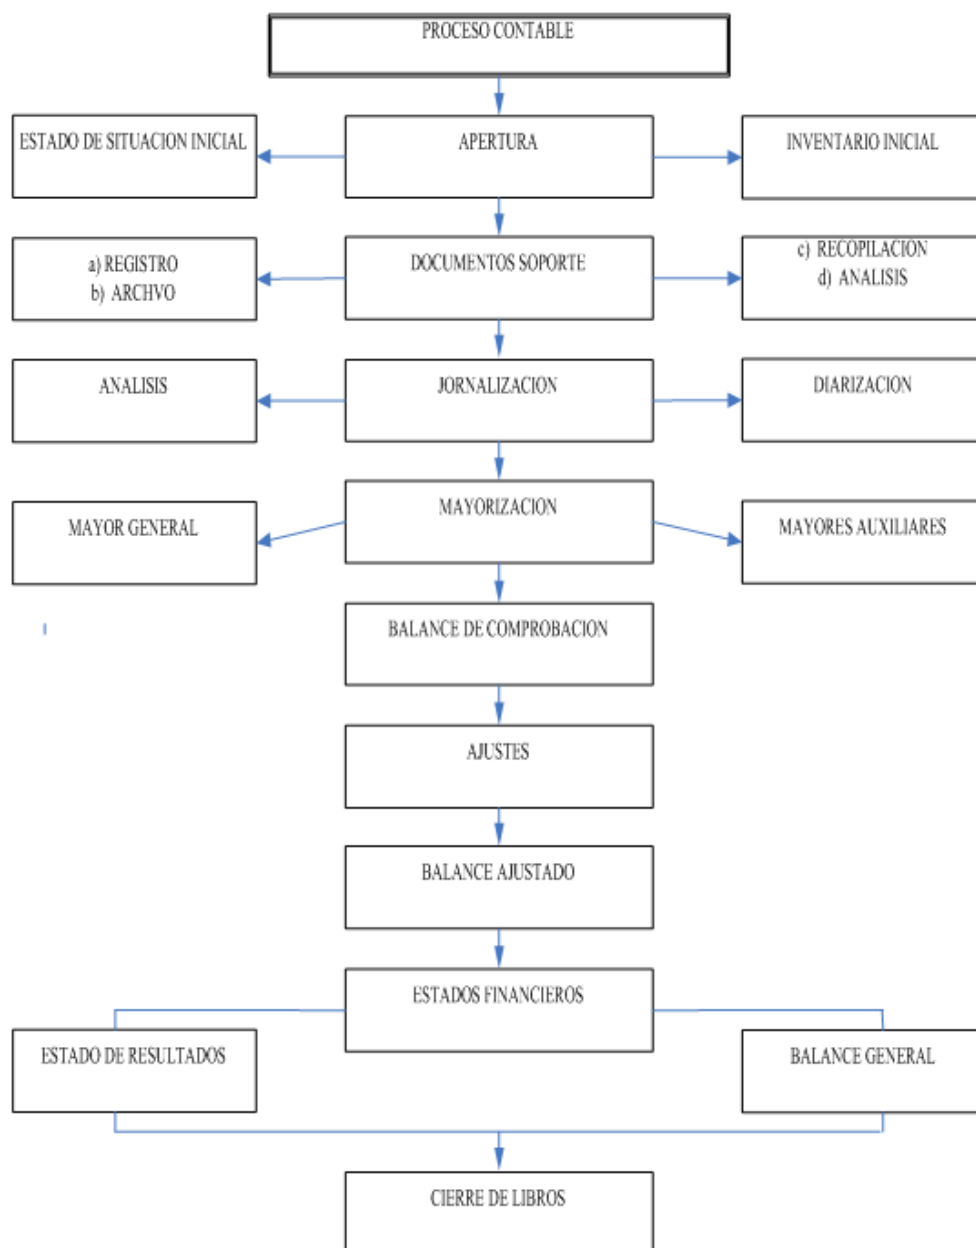 PROCESO CONTABLE
ESTADO DE SITUACION INICIAL
APERTURA
INVENTARIO INICIAL
a) REGISTRO
b) ARCHVO
DOCUMENTOS SOPORTE
c) RECOPILACION
d) ANALISIS
ANALISIS
JORNALIZACION
DIARIZACION
MAYOR GENERAL
MAYORIZACION
MAYORES AUXILIARES
BALANCE DE COMPROBACION
AJUSTES
BALANCE AJUSTADO
ESTADOS FINANCIEROS
ESTADO DE RESULTADOS
BALANCE GENERAL
CIERRE DE LIBROS